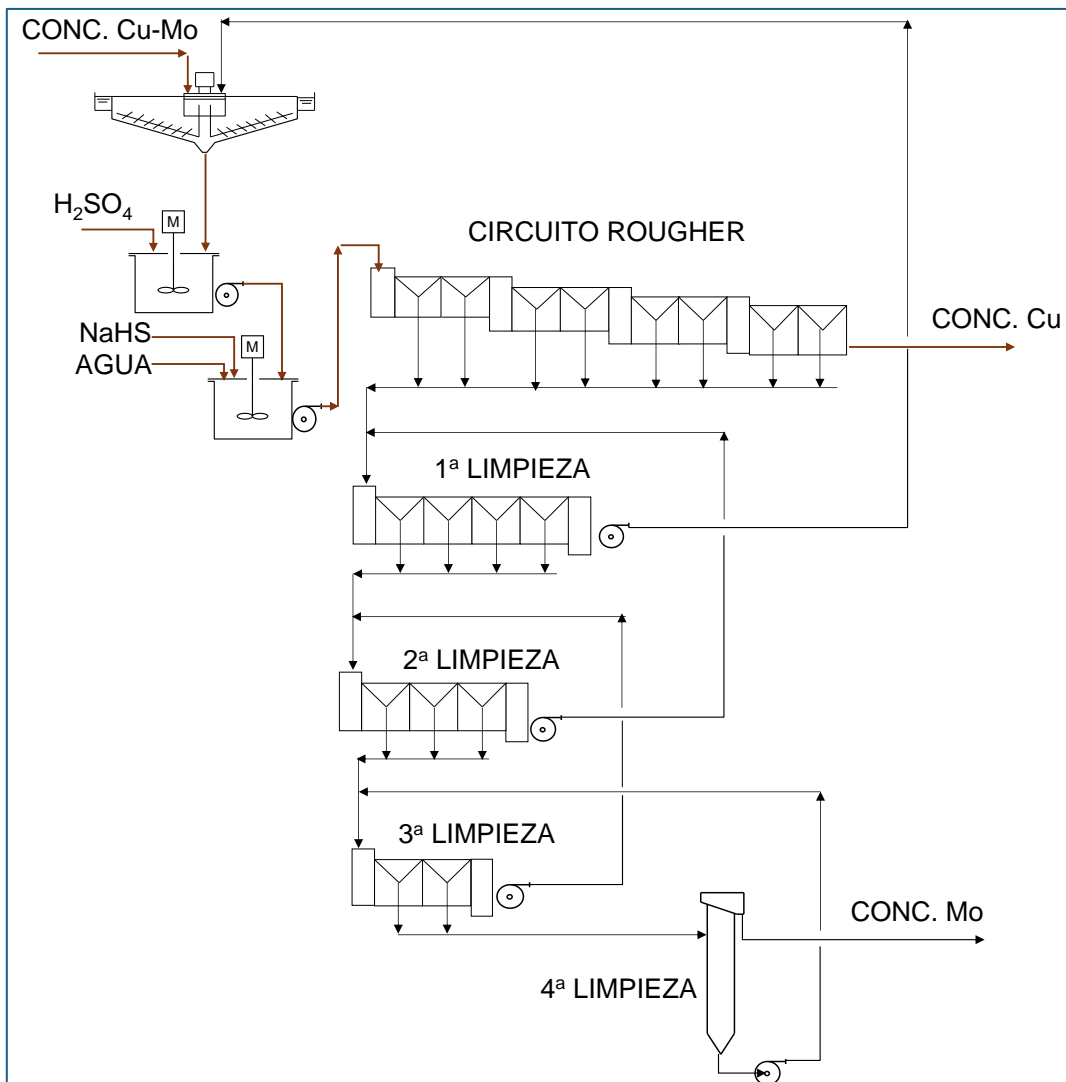 CONC. Cu-Mo
H₂SO₄
M
CIRCUITO ROUGHER
NaHS
M
AGUA
CONC. Cu
1ª LIMPIEZA
2ª LIMPIEZA
3ª LIMPIEZA
CONC. Mo
4ª LIMPIEZA